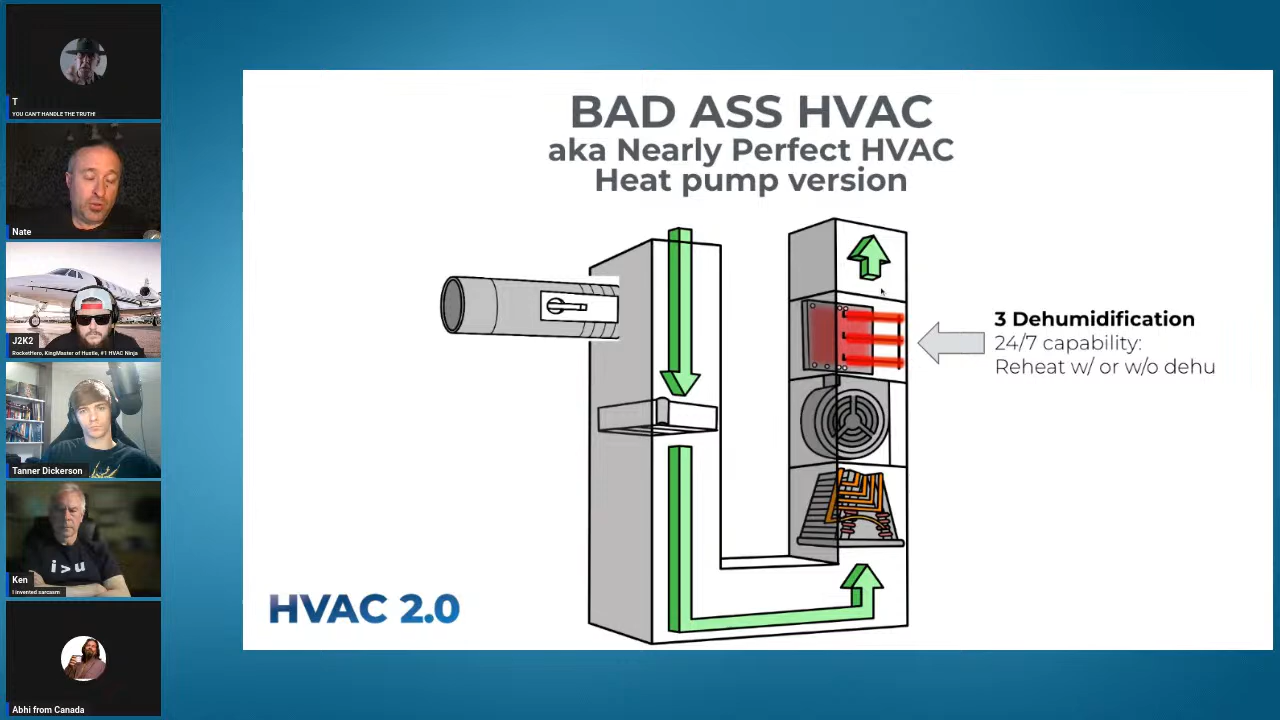 T
YOU CAN'T HANDLE THE TRUTH!
Nate
J2K2
RocketHero, KingMaster of Hustle, #1 HVAC Ninja
Tanner Dickerson
i>u
Ken
I invented sarcasm
Abhi from Canada
BAD ASS HVAC
aka Nearly Perfect HVAC
Heat pump version
3 Dehumidification
24/7 capability:
Reheat w/ or w/o dehu
HVAC 2.0